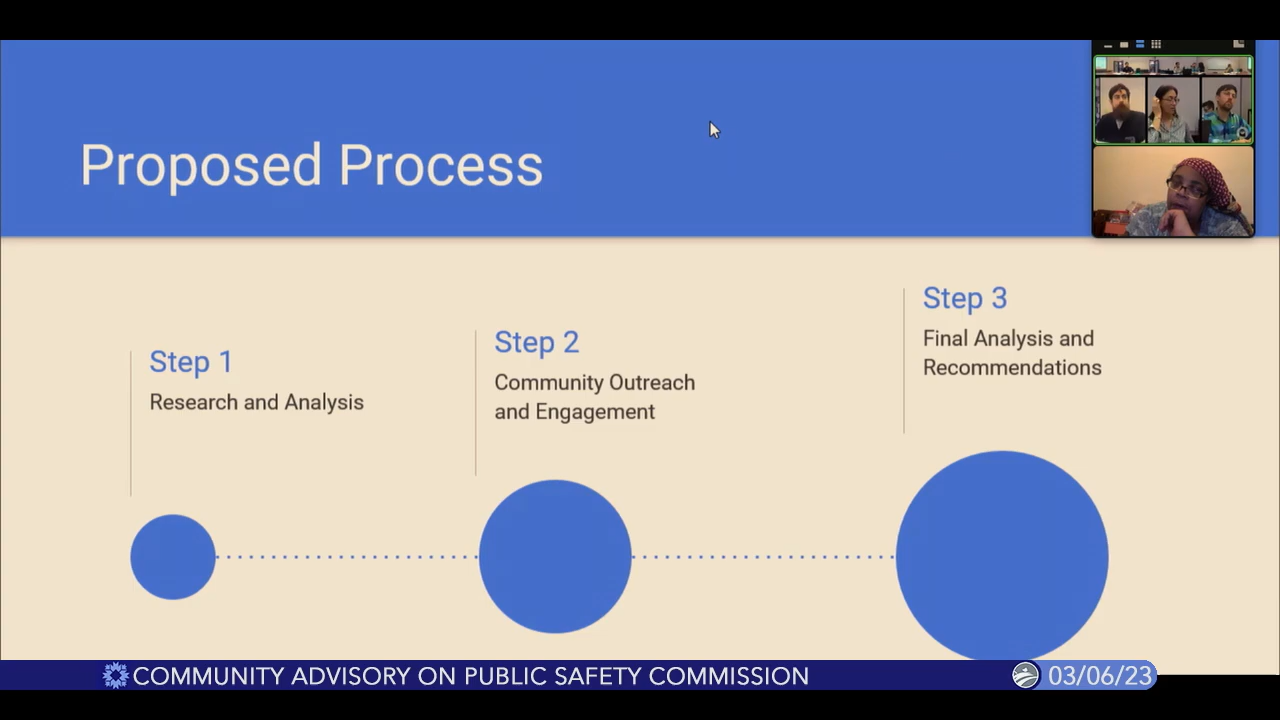 Proposed Process
Step 1
Research and Analysis
Step 2
Community Outreach
and Engagement
Step 3
Final Analysis and
Recommendations
COMMUNITY ADVISORY ON PUBLIC SAFETY COMMISSION
03/06/23